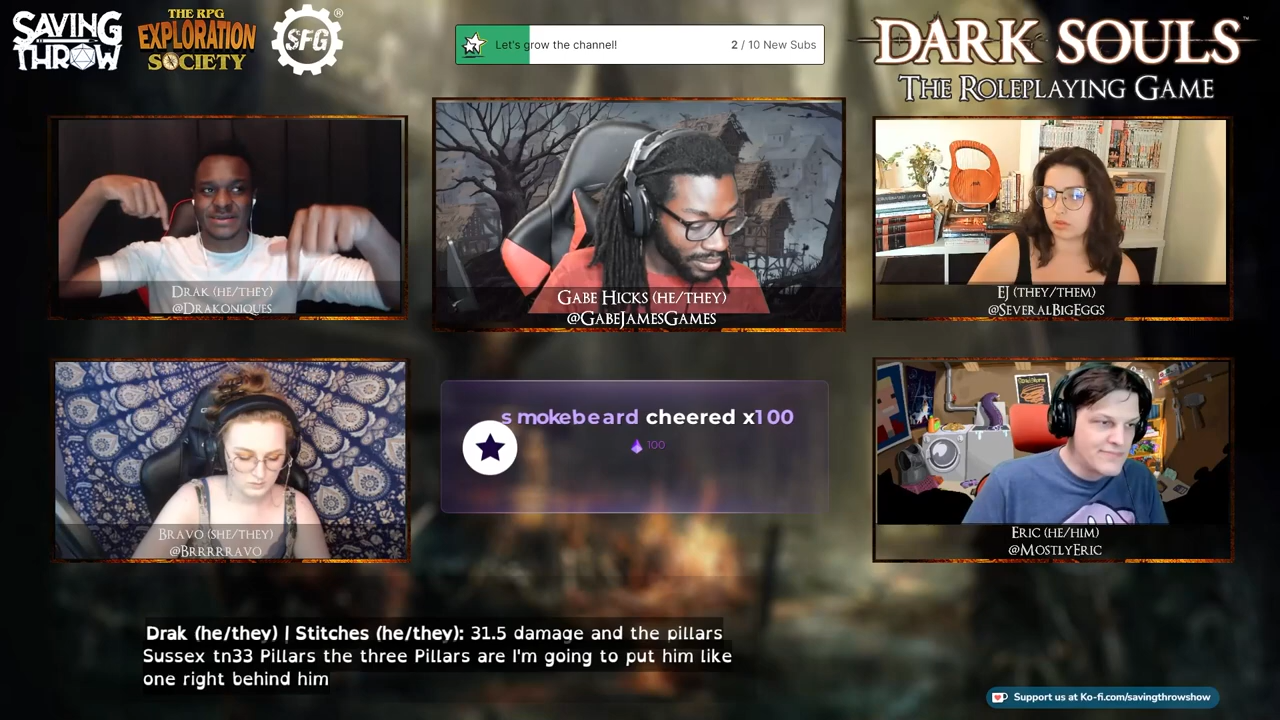 SAVING THROW
THE RPG
EXPLORATION
SOCIETY
SFG®
Let's grow the channel!
2 / 10 New Subs
DARK SOULS™
THE ROLEPLAYING GAME
DRAK (HE/THEY)
@DRAKONIQUES
GABE HICKS (HE/THEY)
@GABEJAMESGAMES
EJ (THEY/THEM)
@SEVERALBIGEGGS
smokebeard cheered x100
100
BRAVO (SHE/THEY)
@BRRRRRAVO
ERIC (HE/HIM)
@MOSTLYERIC
Drak (he/they) | Stitches (he/they): 31.5 damage and the pillars
Sussex tn33 Pillars the three Pillars are I'm going to put him like
one right behind him
Support us at Ko-fi.com/savingthrowshow